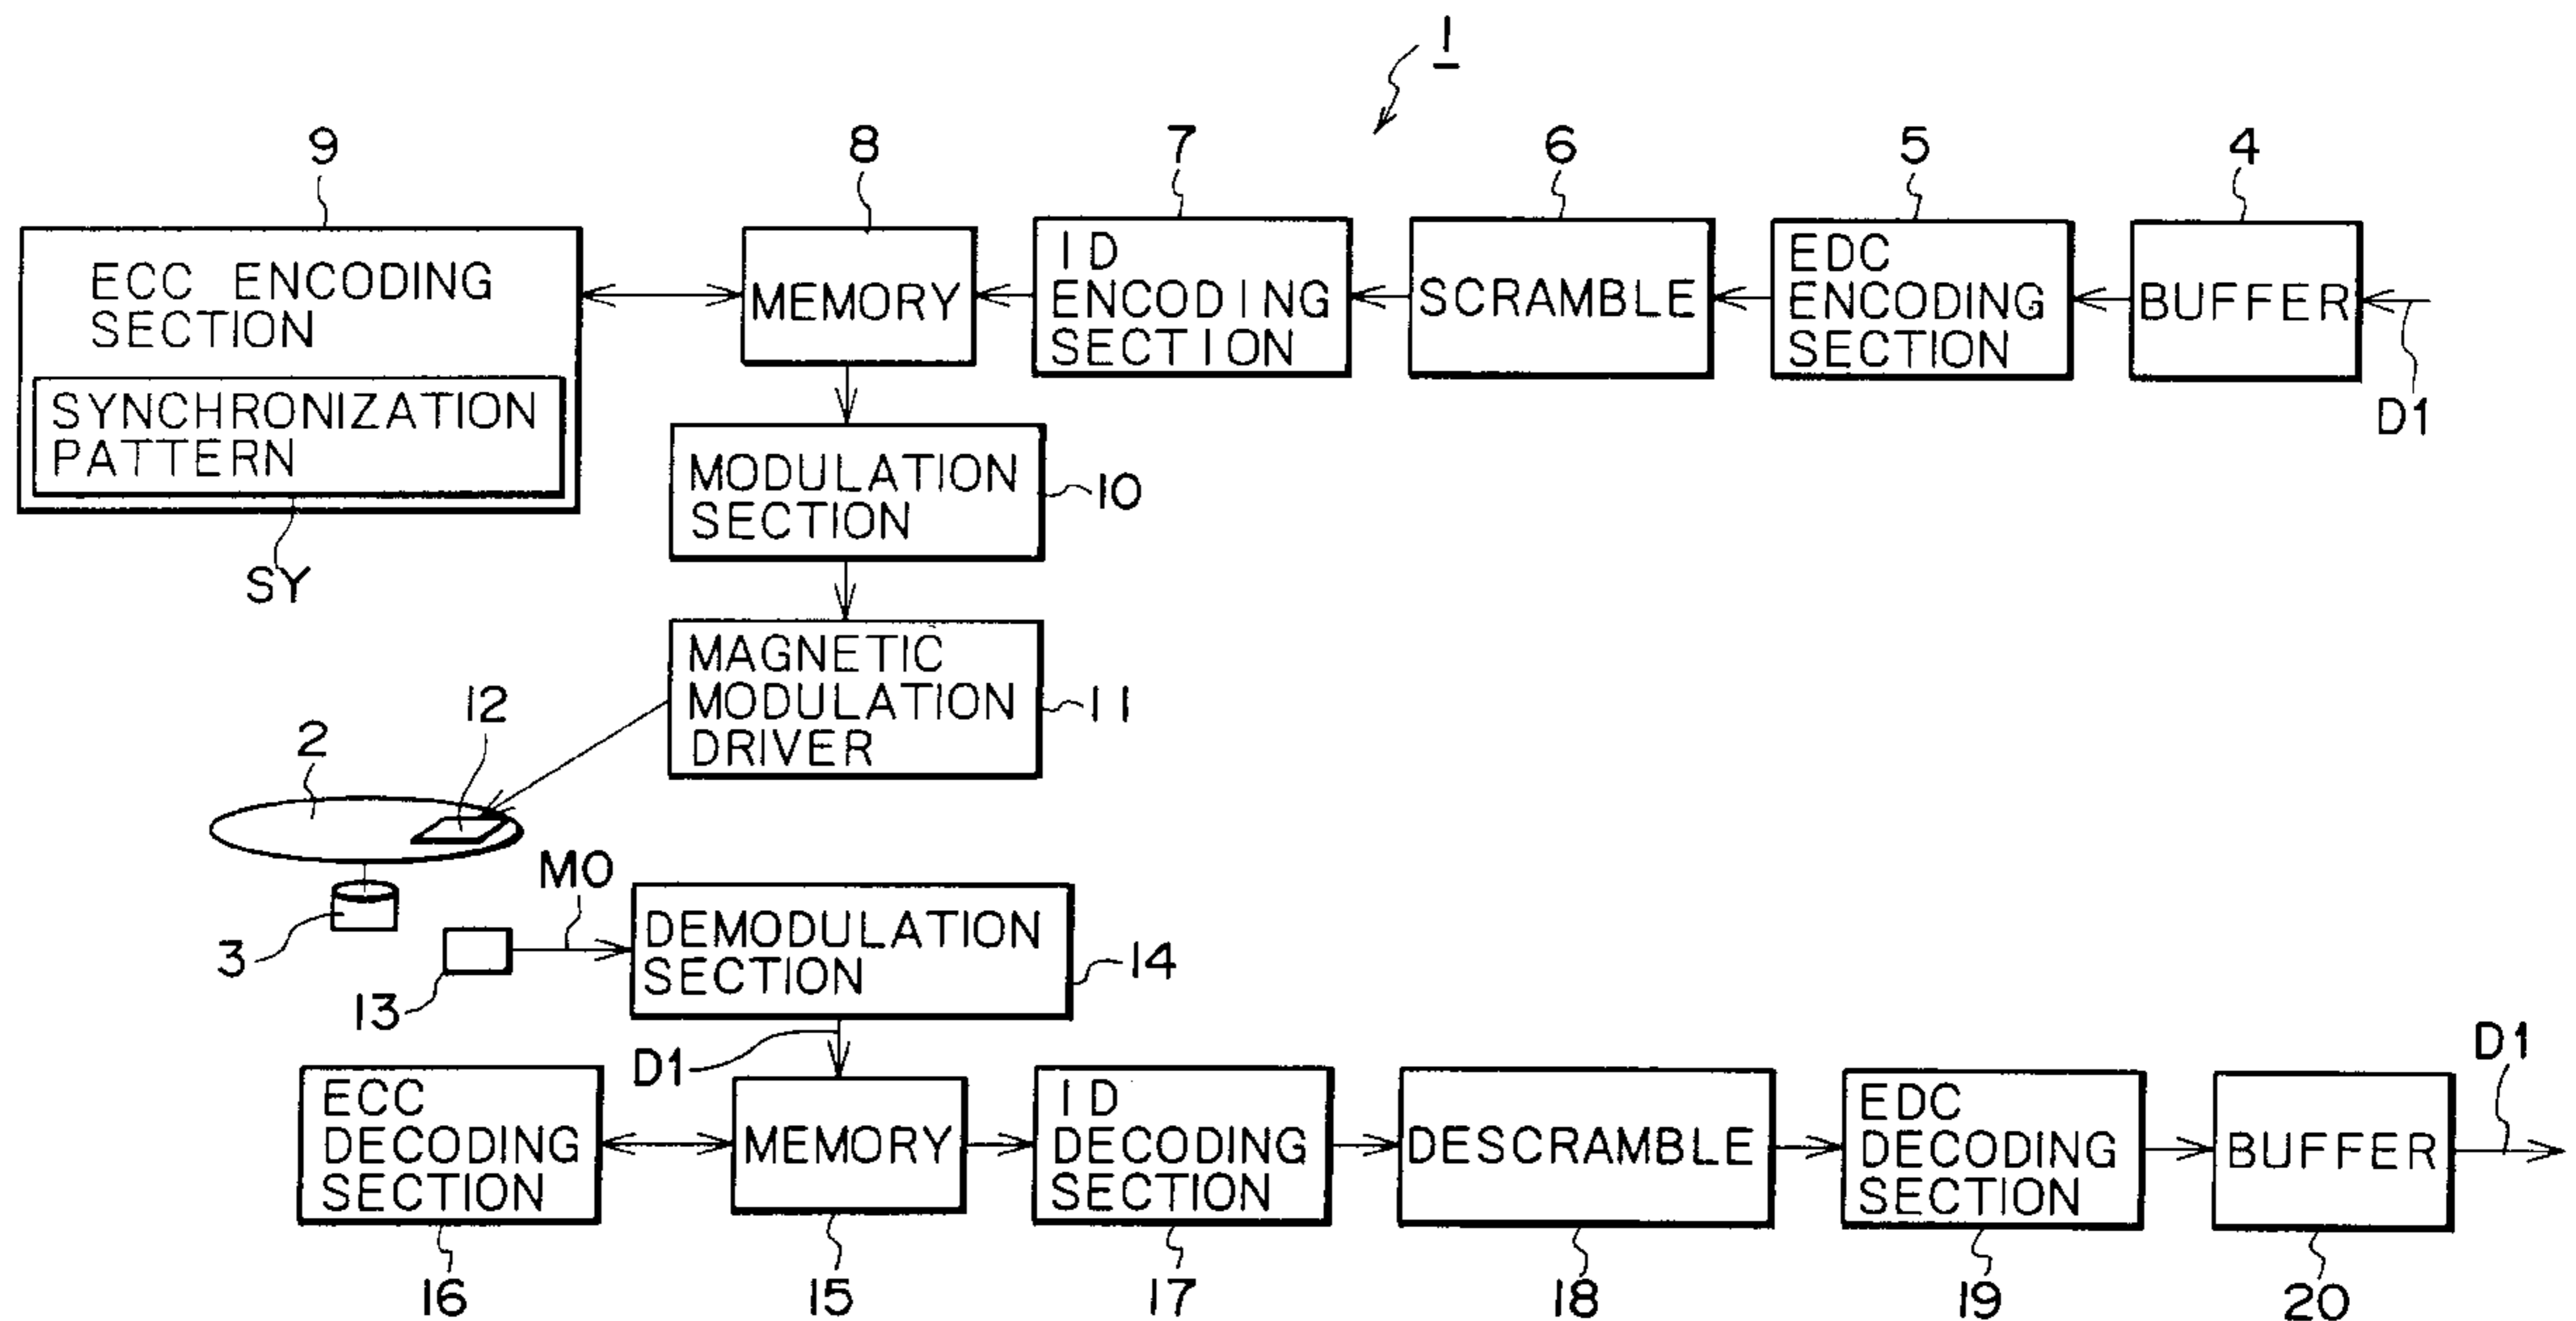 1
9
8
7
6
5
4
ECC ENCODING
SECTION
SYNCHRONIZATION
PATTERN
SY
MEMORY
ID
ENCODING
SECTION
SCRAMBLE
EDC
ENCODING
SECTION
BUFFER
D1
MODULATION
SECTION
10
MAGNETIC
MODULATION
DRIVER
11
12
2
3
13
MO
DEMODULATION
SECTION
14
D1
D1
ECC
DECODING
SECTION
MEMORY
ID
DECODING
SECTION
DESCRAMBLE
EDC
DECODING
SECTION
BUFFER
16
15
17
18
19
20